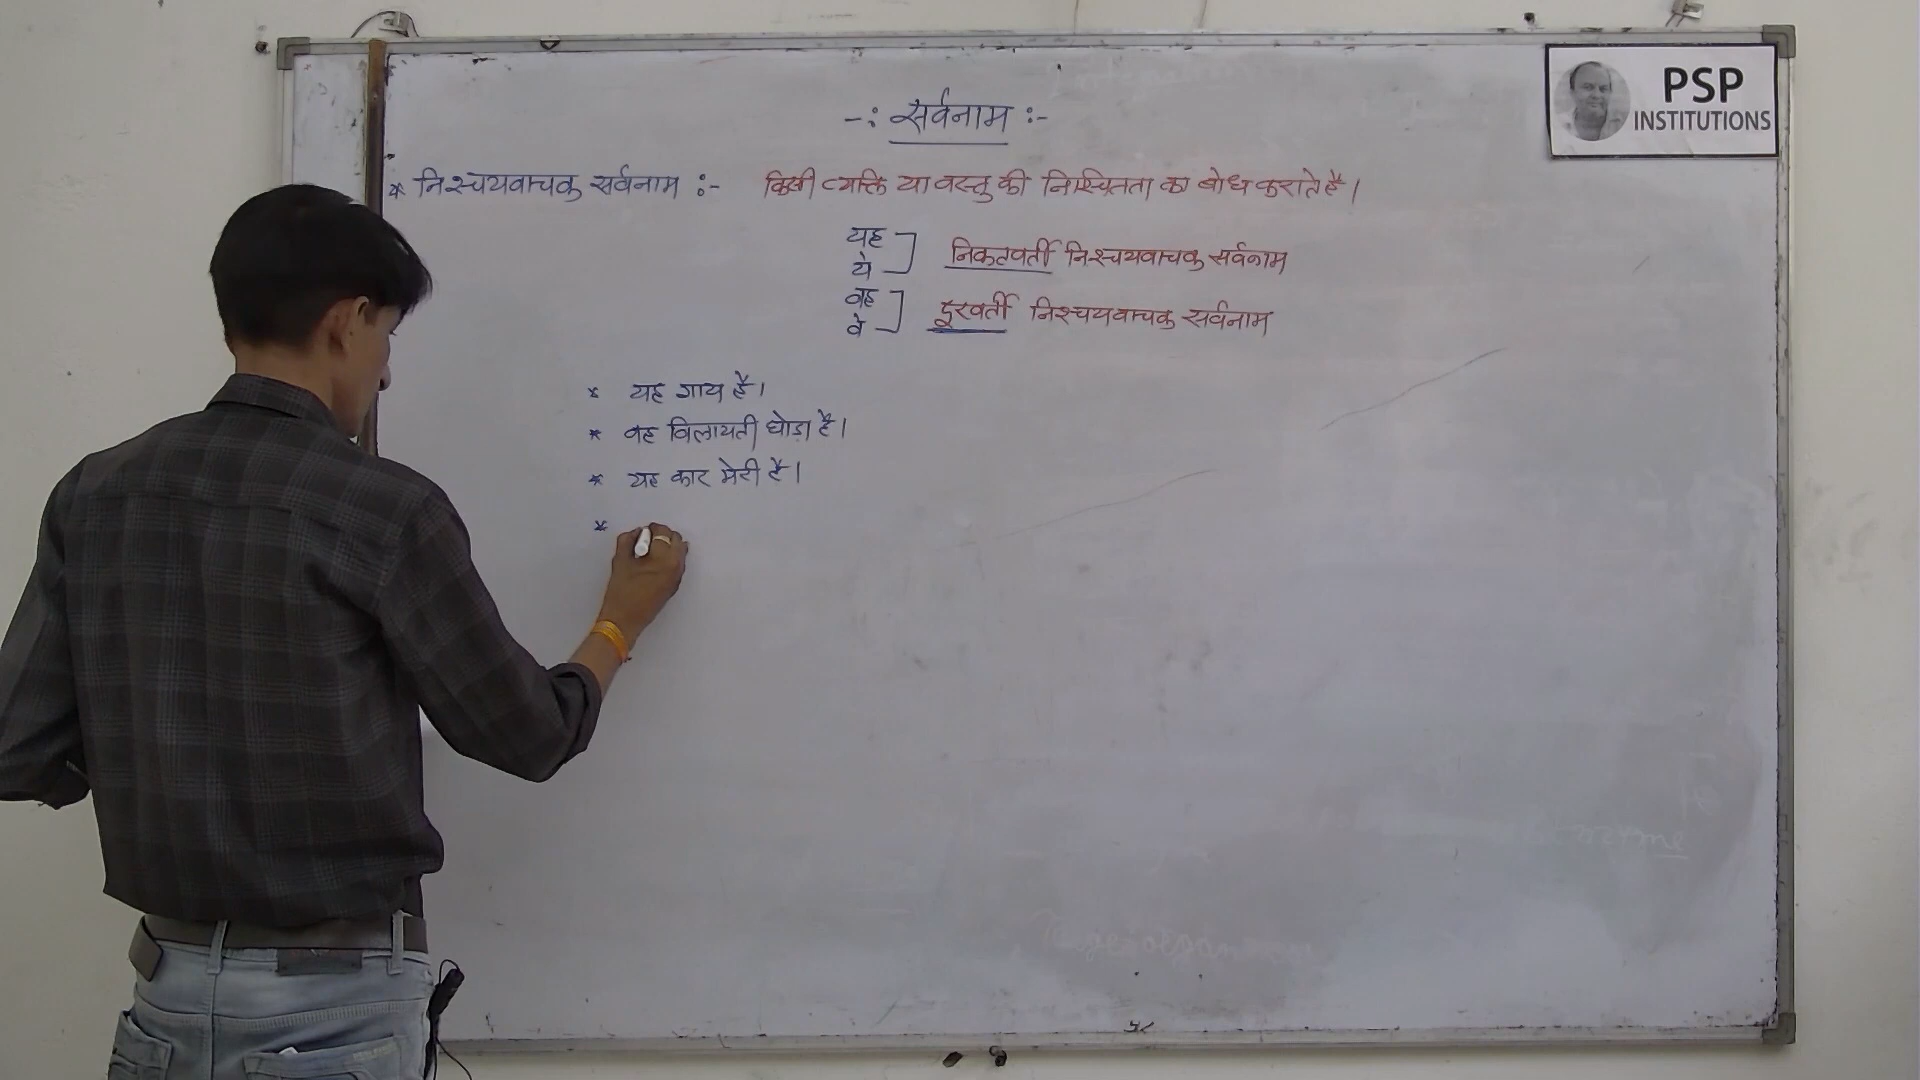 PSP
INSTITUTIONS
-: सर्वनाम :-
* निश्चयवाचक सर्वनाम :- किसी व्यक्ति या वस्तु की निश्चितता का बोध कराते है।
यह
ये
निकटवर्ती निश्चयवाचक सर्वनाम
वह
वे
दूरवर्ती निश्चयवाचक सर्वनाम
* यह गाय है।
* वह विलायती घोड़ा है।
* यह कार मेरी है।
*